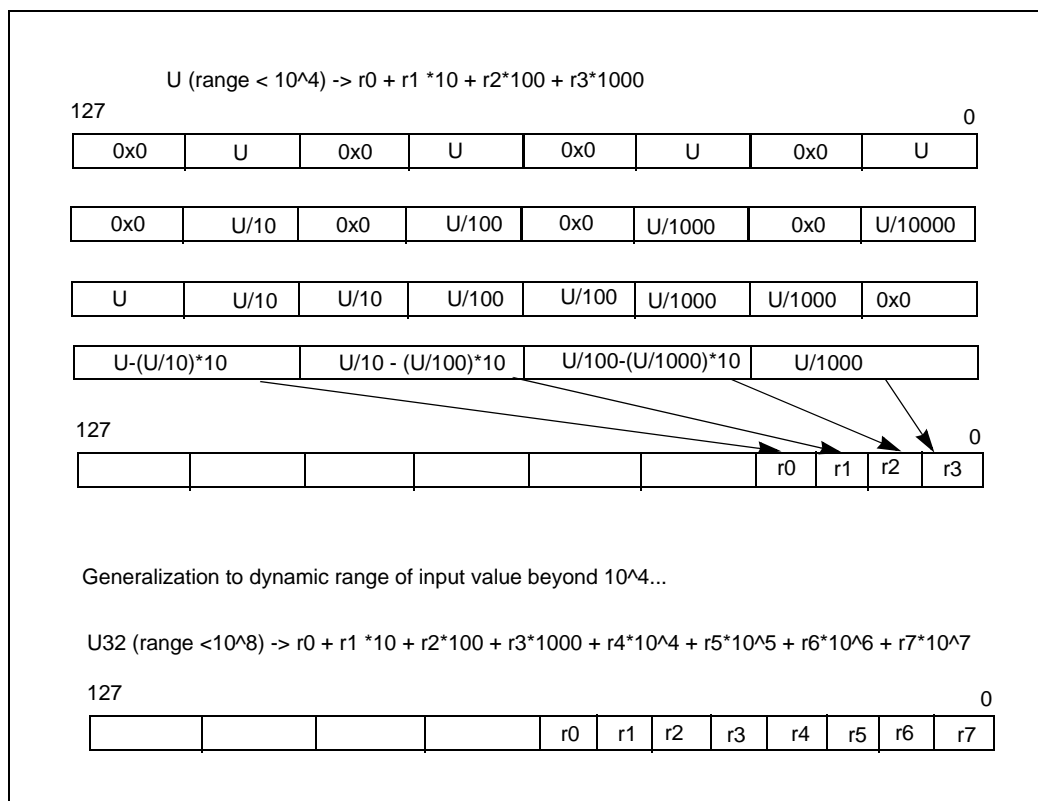 U (range < 10^4) -> r0 + r1 *10 + r2*100 + r3*1000
127 0
0x0 U 0x0 U 0x0 U 0x0 U
0x0 U/10 0x0 U/100 0x0 U/1000 0x0 U/10000
U U/10 U/10 U/100 U/100 U/1000 U/1000 0x0
U-(U/10)*10 U/10 - (U/100)*10 U/100-(U/1000)*10 U/1000
127 0
r0 r1 r2 r3
Generalization to dynamic range of input value beyond 10^4...
U32 (range <10^8) -> r0 + r1 *10 + r2*100 + r3*1000 + r4*10^4 + r5*10^5 + r6*10^6 + r7*10^7
127 0
r0 r1 r2 r3 r4 r5 r6 r7